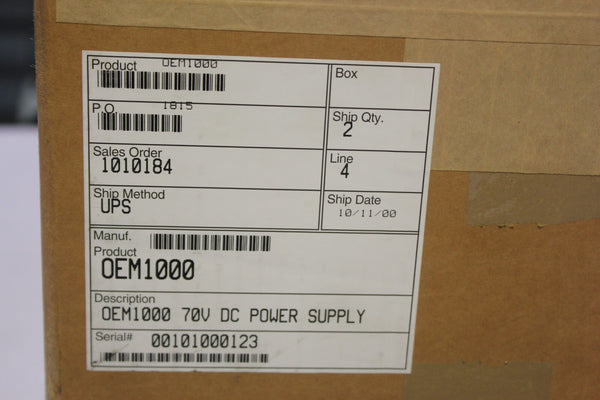 Product OEM1000
Box
P.O. 1815
Ship Qty.
2
Sales Order
1010184
Line
4
Ship Method
UPS
Ship Date
10/11/00
Manuf.
Product
OEM1000
Description
OEM1000 70V DC POWER SUPPLY
Serial# 00101000123